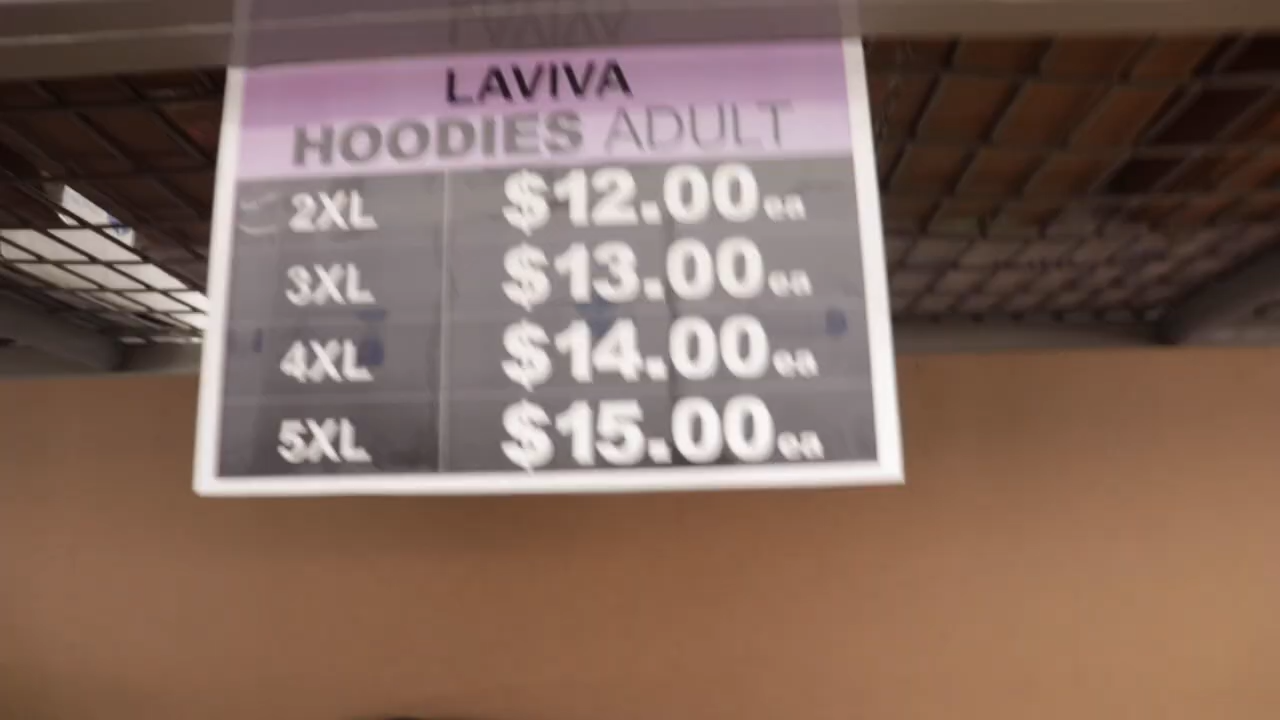 LAVIVA
HOODIES ADULT
2XL $12.00ea
3XL $13.00ea
4XL $14.00ea
5XL $15.00ea